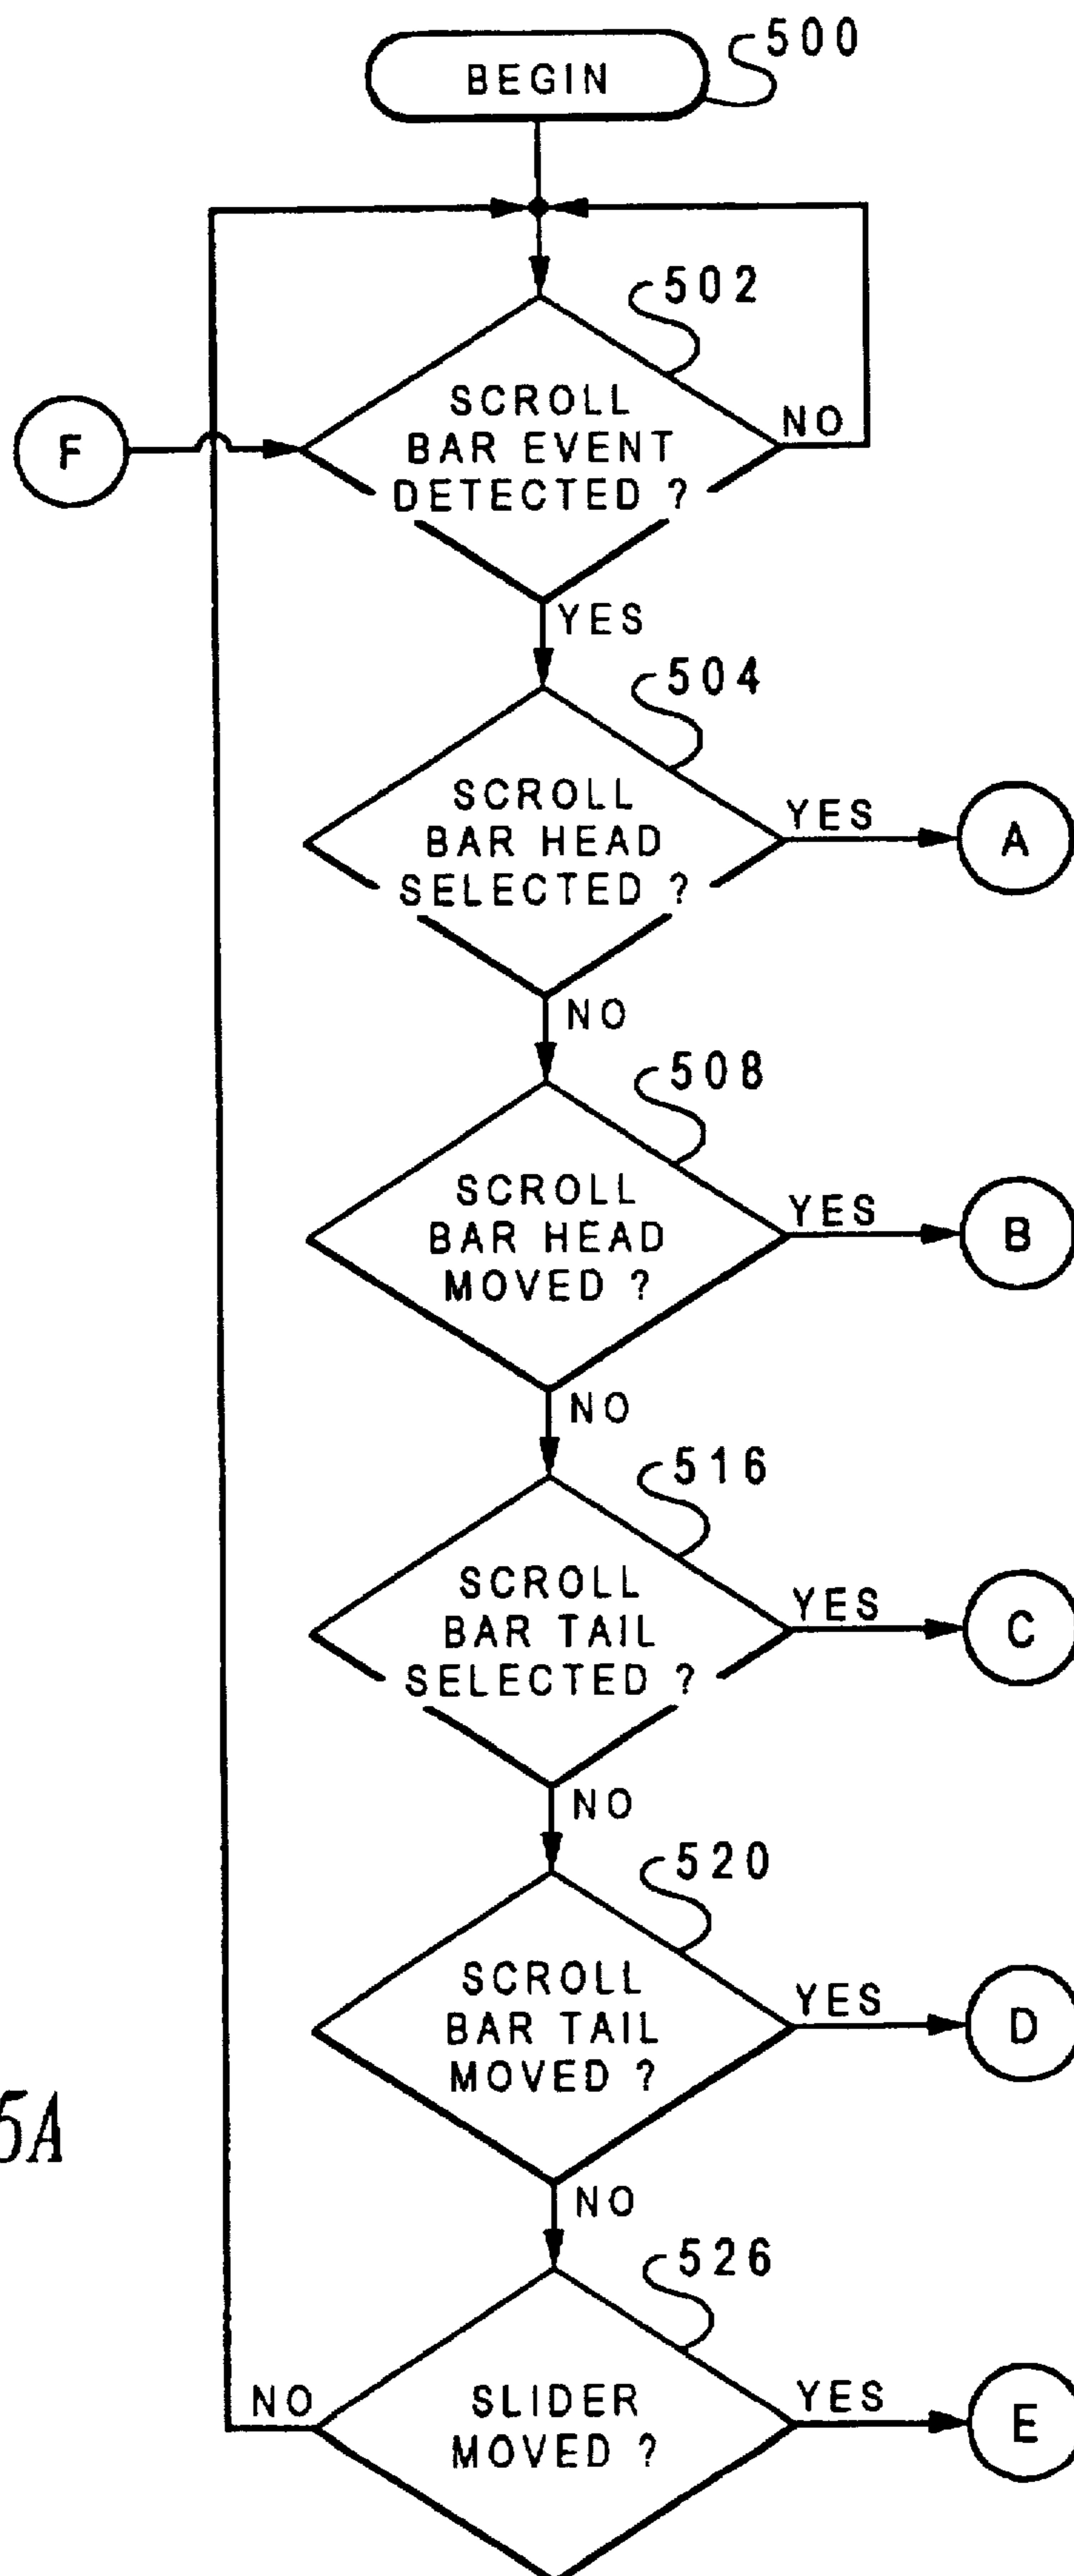 BEGIN
500
502
SCROLL
BAR EVENT
DETECTED ?
NO
F
YES
504
SCROLL
BAR HEAD
SELECTED ?
YES
A
NO
508
SCROLL
BAR HEAD
MOVED ?
YES
B
NO
516
SCROLL
BAR TAIL
SELECTED ?
YES
C
NO
520
SCROLL
BAR TAIL
MOVED ?
YES
D
5A
NO
526
SLIDER
MOVED ?
NO
YES
E